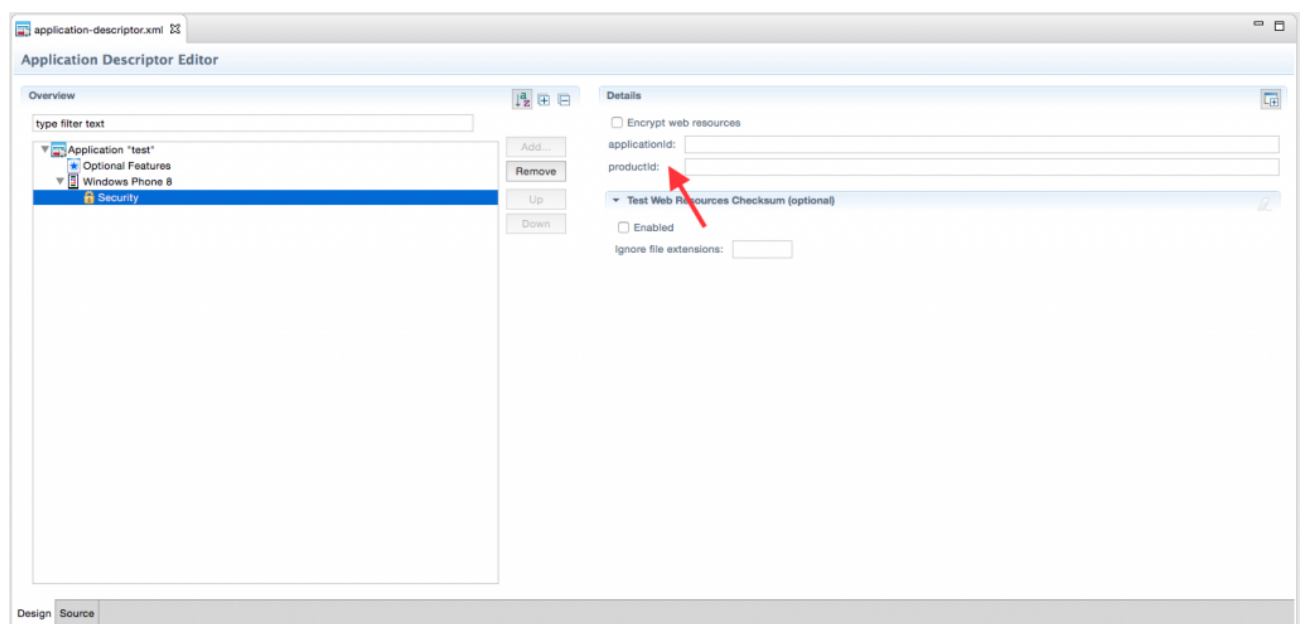 application-descriptor.xml
Application Descriptor Editor
Overview
type filter text
Application "test"
Optional Features
Windows Phone 8
Security
Add...
Remove
Up
Down
Details
Encrypt web resources
applicationId:
productId:
Test Web Resources Checksum (optional)
Enabled
Ignore file extensions:
Design Source